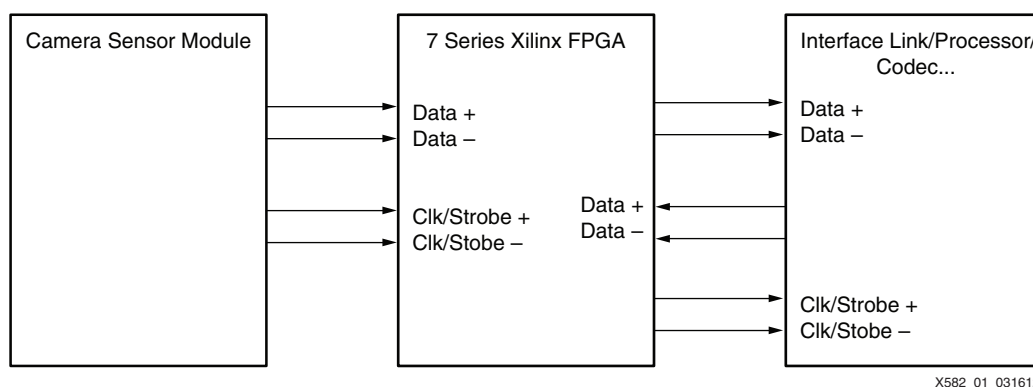 Camera Sensor Module
7 Series Xilinx FPGA
Interface Link/Processor/
Codec...
Data +
Data –
Clk/Strobe +
Clk/Stobe –
Data +
Data –
Data +
Data –
Clk/Strobe +
Clk/Stobe –
X582_01_03161